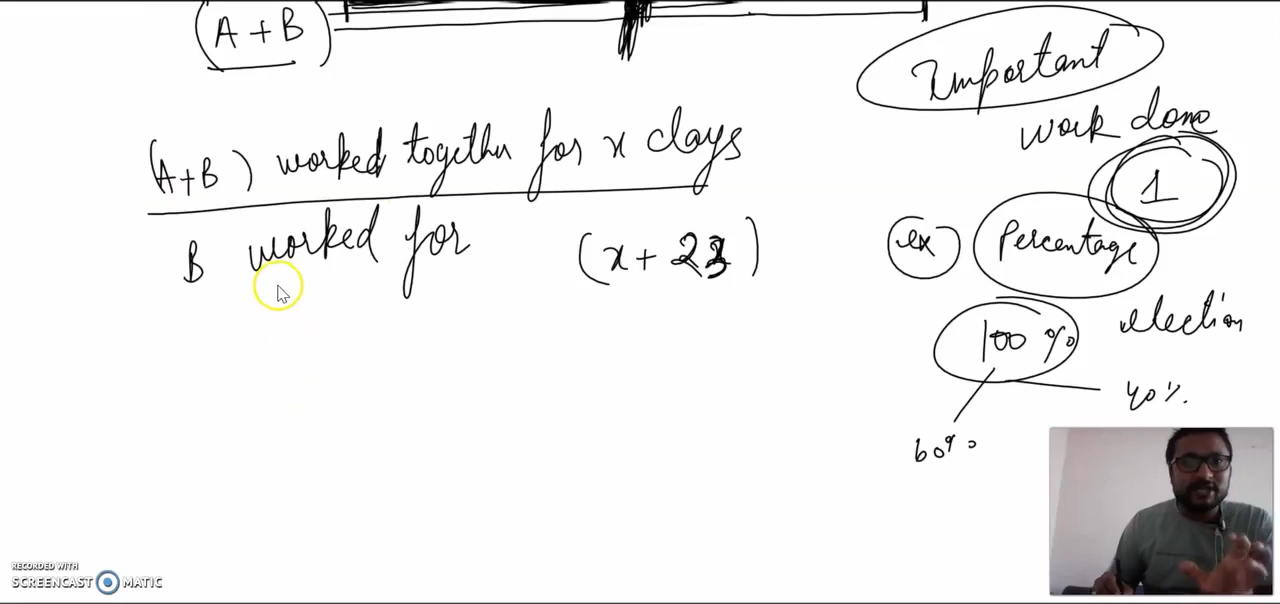 (A+B)
Important
(A+B) worked together for x days
work done
1
B worked for (x+23)
ex Percentage
100 %
election
40%
60%
RECORDED WITH
SCREENCAST MATIC